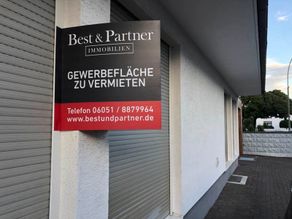 Best & Partner
IMMOBILIEN
GEWERBEFLÄCHE
ZU VERMIETEN
Telefon 06051 / 8879964
www.bestundpartner.de